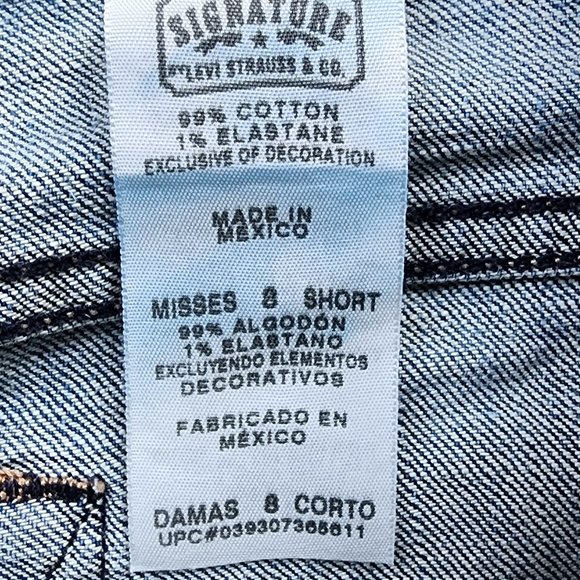 SIGNATURE
BY LEVI STRAUSS & CO.
99% COTTON
1% ELASTANE
EXCLUSIVE OF DECORATION
MADE IN
MEXICO
MISSES 8 SHORT
99% ALGODÓN
1% ELASTANO
EXCLUYENDO ELEMENTOS
DECORATIVOS
FABRICADO EN
MÉXICO
DAMAS 8 CORTO
UPC#039307365611